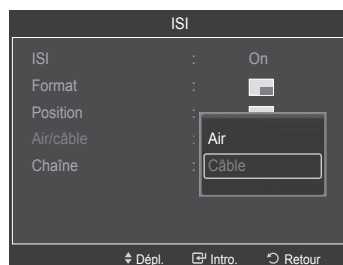 ISI
ISI : On
Format :
Position :
Air/câble : Air
Chaîne : Câble
Dépl. Intro. Retour